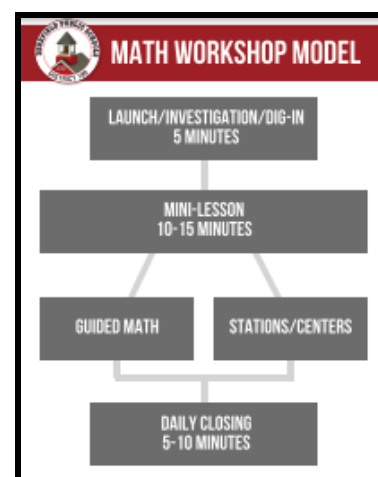 MATH WORKSHOP MODEL
LAUNCH/INVESTIGATION/DIG-IN
5 MINUTES
MINI-LESSON
10-15 MINUTES
GUIDED MATH
STATIONS/CENTERS
DAILY CLOSING
5-10 MINUTES